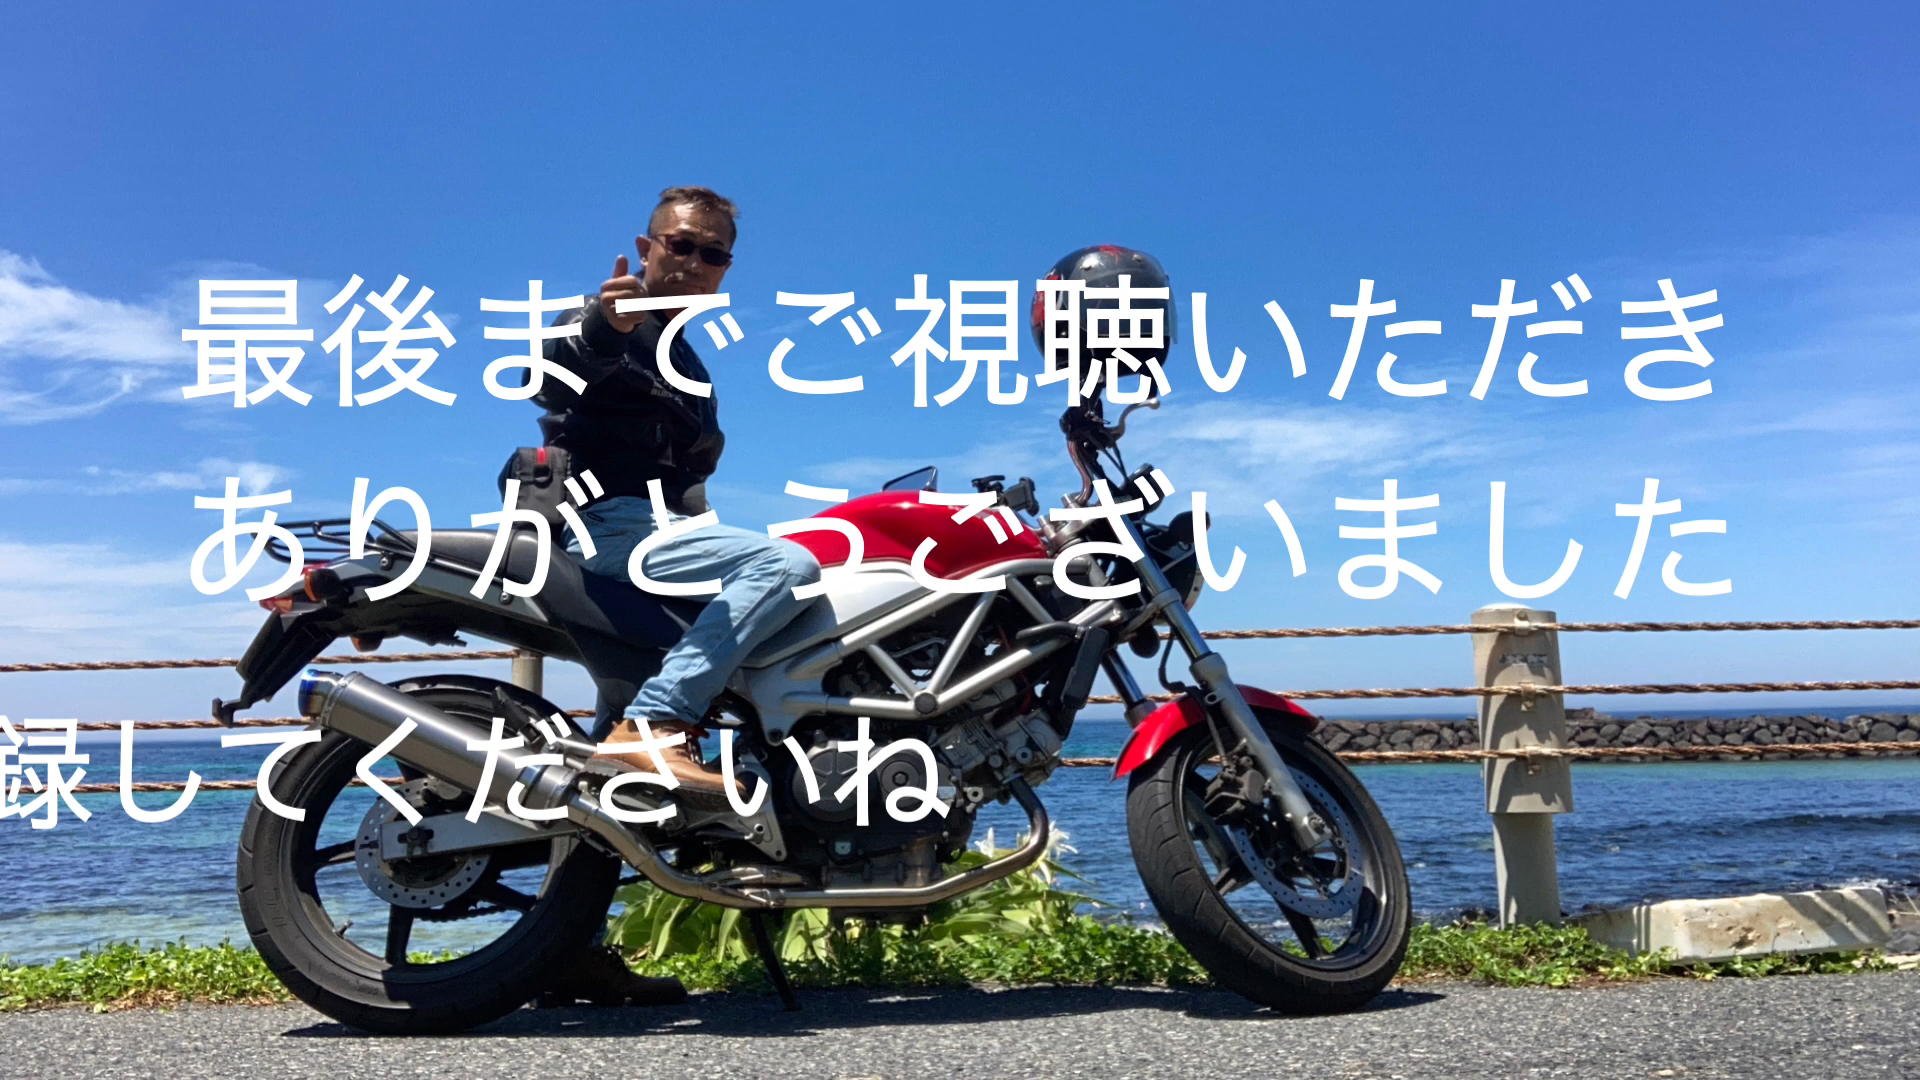 最後までご視聴いただき
ありがとうございました
録してくださいね